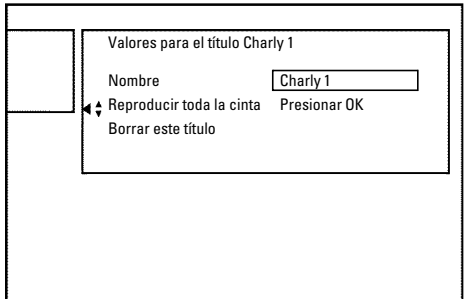 Valores para el título Charly 1
Nombre Charly 1
Reproducir toda la cinta Presionar OK
Borrar este título